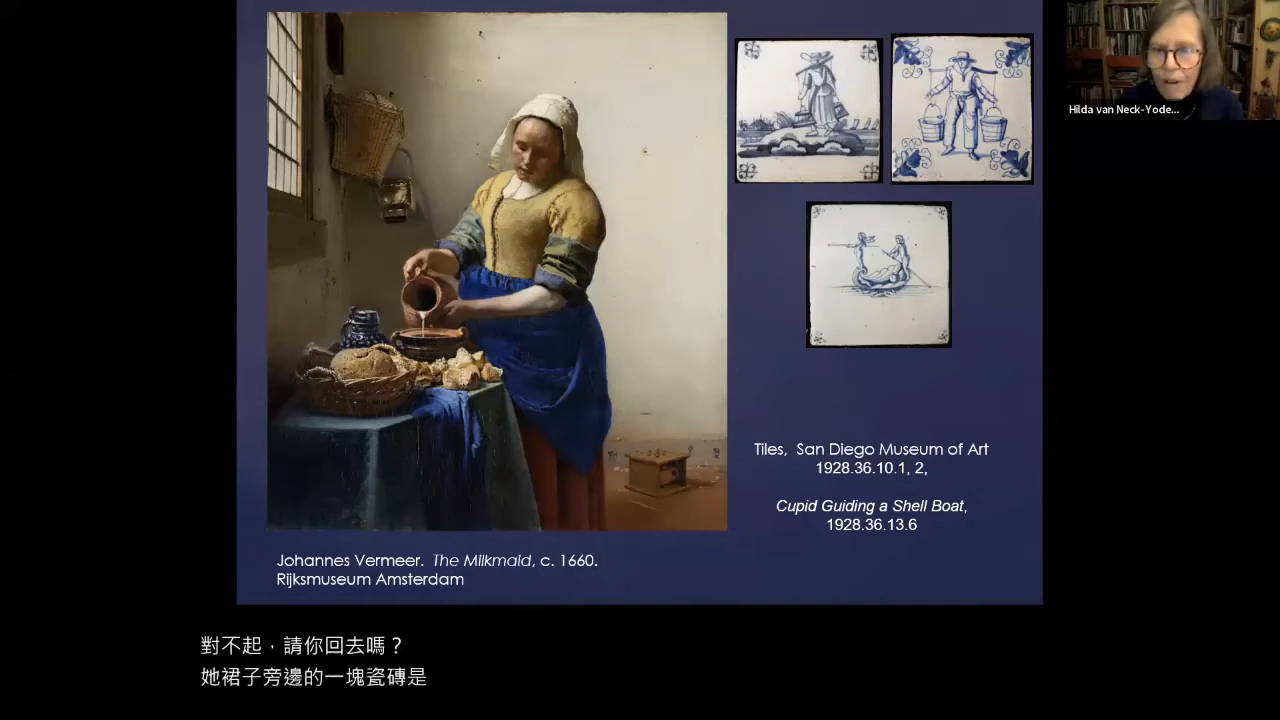 Hilda van Neck-Yode...
Tiles, San Diego Museum of Art
1928.36.10.1, 2,
Cupid Guiding a Shell Boat,
1928.36.13.6
Johannes Vermeer. The Milkmaid, c. 1660.
Rijksmuseum Amsterdam
對不起，請你回去嗎？
她裙子旁邊的一塊瓷磚是